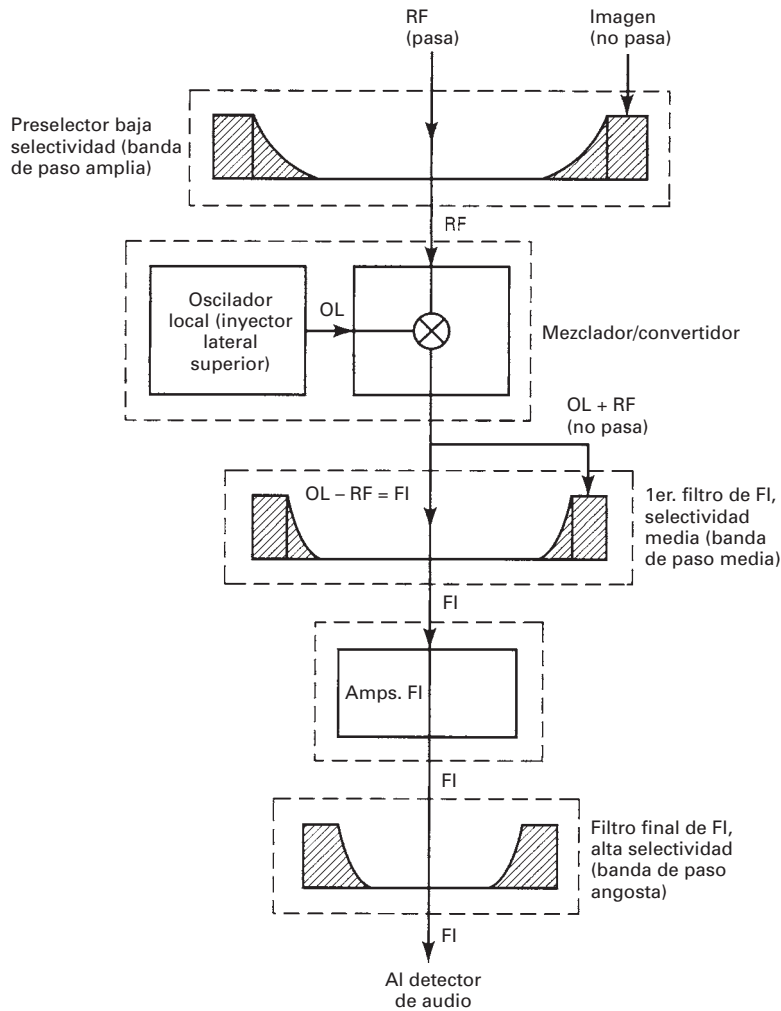 RF
(pasa)
Imagen
(no pasa)
Preselector baja
selectividad (banda
de paso amplia)
RF
Oscilador
local (inyector
lateral
superior)
OL
Mezclador/convertidor
OL + RF
(no pasa)
OL – RF = FI
1er. filtro de FI,
selectividad
media (banda
de paso media)
FI
Amps. FI
FI
Filtro final de FI,
alta selectividad
(banda de paso
angosta)
FI
Al detector
de audio